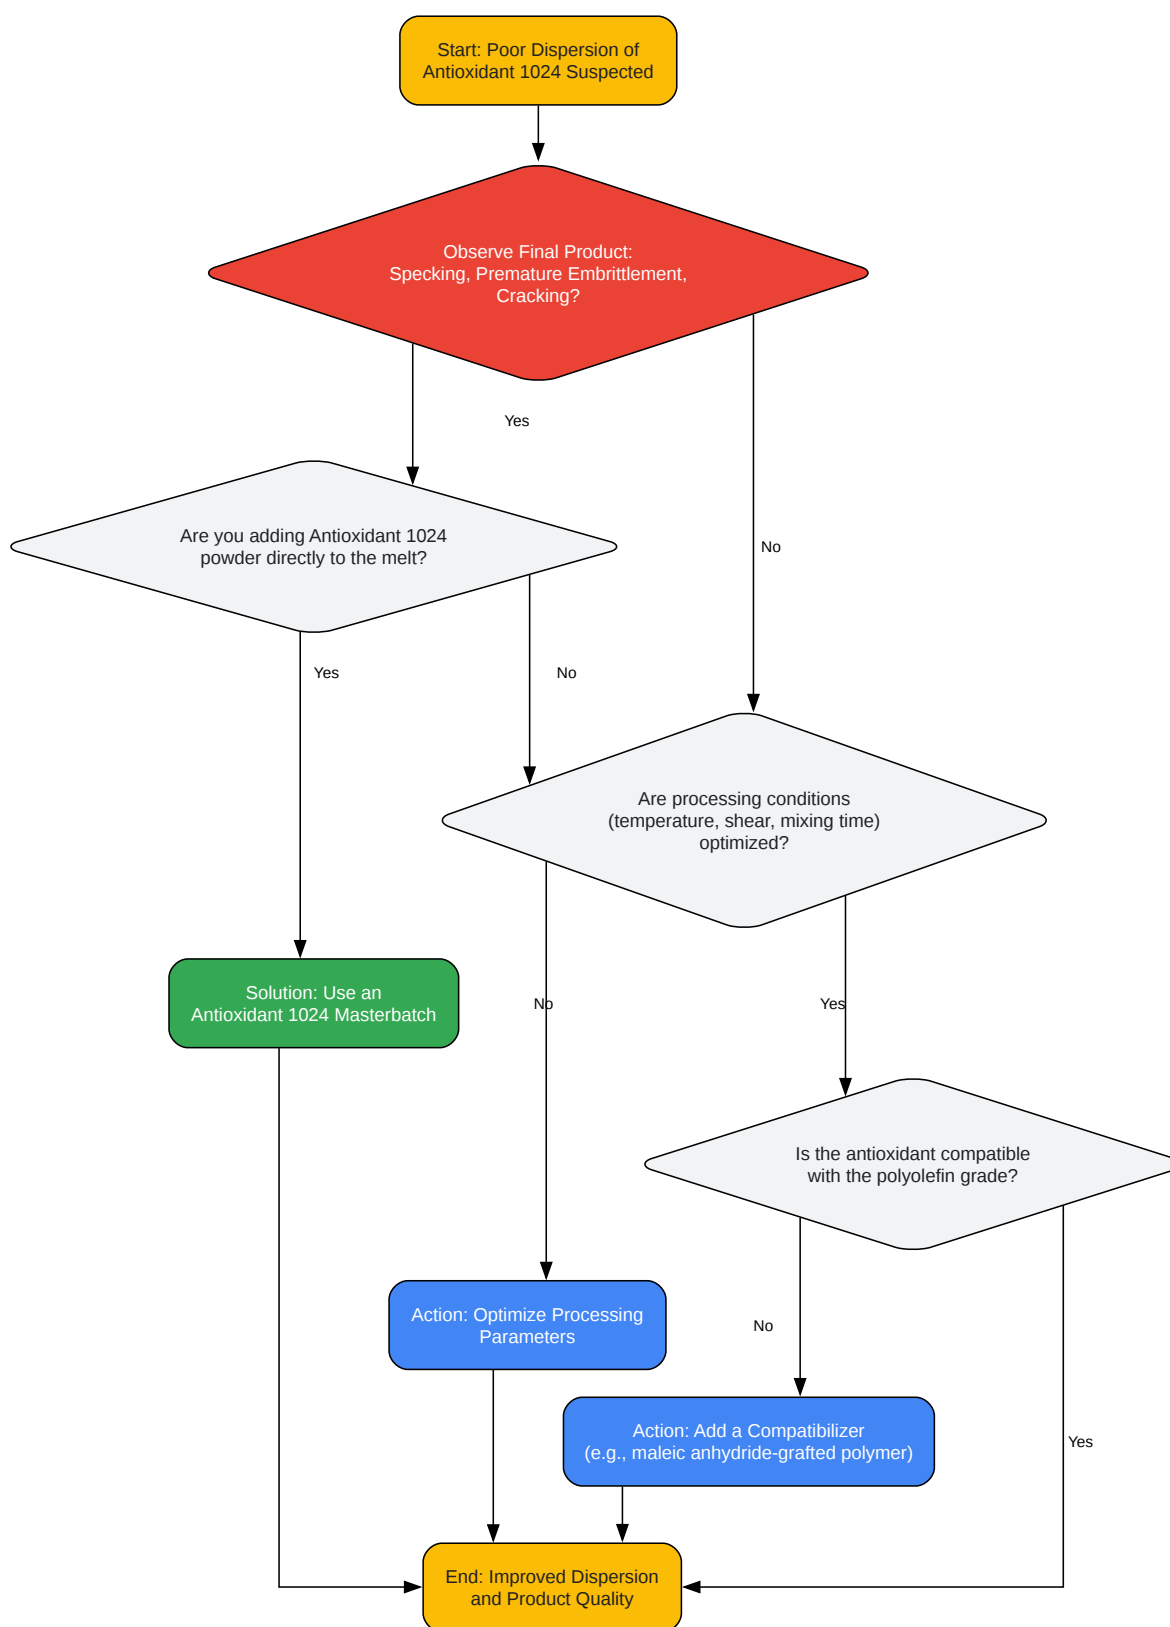 Start: Poor Dispersion of
Antioxidant 1024 Suspected
Observe Final Product:
Specking, Premature Embrittlement,
Cracking?
Yes
Are you adding Antioxidant 1024
powder directly to the melt?
No
Yes
No
Are processing conditions
(temperature, shear, mixing time)
optimized?
Solution: Use an
Antioxidant 1024 Masterbatch
No
Yes
Is the antioxidant compatible
with the polyolefin grade?
Action: Optimize Processing
Parameters
No
Action: Add a Compatibilizer
(e.g., maleic anhydride-grafted polymer)
Yes
End: Improved Dispersion
and Product Quality